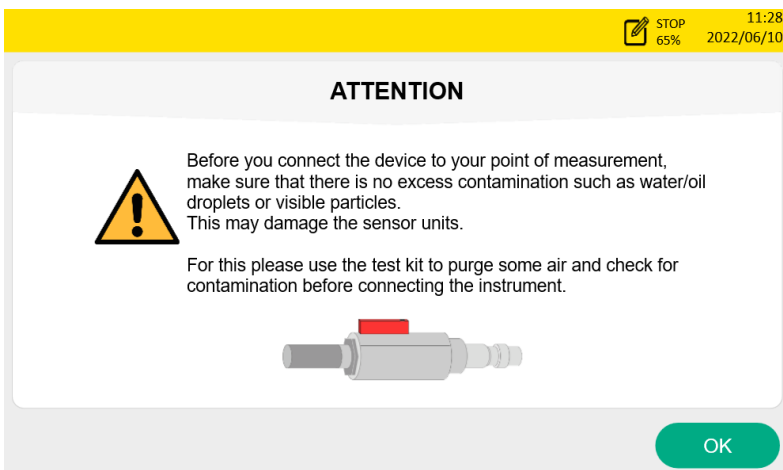 STOP 11:28
65% 2022/06/10
ATTENTION
Before you connect the device to your point of measurement,
make sure that there is no excess contamination such as water/oil
droplets or visible particles.
This may damage the sensor units.
For this please use the test kit to purge some air and check for
contamination before connecting the instrument.
OK